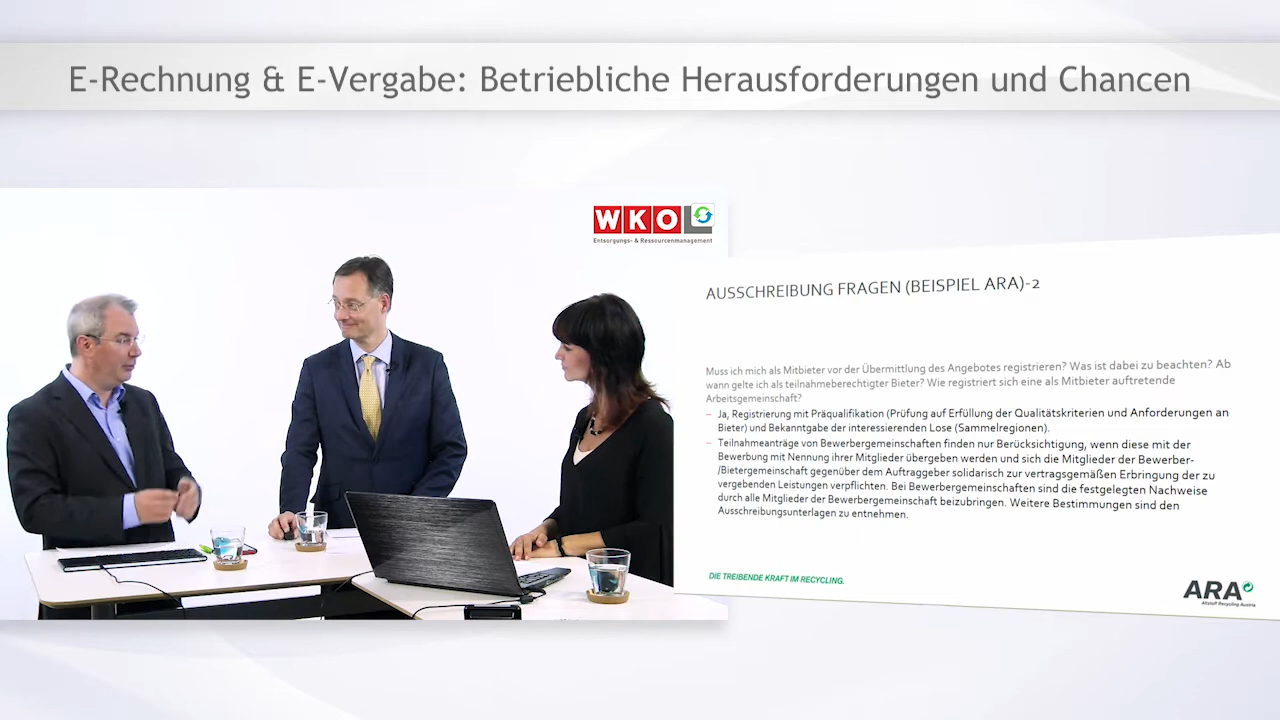 E-Rechnung & E-Vergabe: Betriebliche Herausforderungen und Chancen
WKO
Entsorgungs- & Ressourcenmanagement
AUSSCHREIBUNG FRAGEN (BEISPIEL ARA)-2
Muss ich mich als Mitbieter vor der Übermittlung des Angebotes registrieren? Was ist dabei zu beachten? Ab
wann gelte ich als teilnahmeberechtigter Bieter? Wie registriert sich eine als Mitbieter auftretende
Arbeitsgemeinschaft?
– Ja, Registrierung mit Präqualifikation (Prüfung auf Erfüllung der Qualitätskriterien und Anforderungen an
Bieter) und Bekanntgabe der interessierenden Lose (Sammelregionen).
– Teilnahmeanträge von Bewerbergemeinschaften finden nur Berücksichtigung, wenn diese mit der
Bewerbung mit Nennung ihrer Mitglieder übergeben werden und sich die Mitglieder der Bewerber-
/Bietergemeinschaft gegenüber dem Auftraggeber solidarisch zur vertragsgemäßen Erbringung der zu
vergebenden Leistungen verpflichten. Bei Bewerbergemeinschaften sind die festgelegten Nachweise
durch alle Mitglieder der Bewerbergemeinschaft beizubringen. Weitere Bestimmungen sind den
Ausschreibungsunterlagen zu entnehmen.
DIE TREIBENDE KRAFT IM RECYCLING.
ARA
Altstoff Recycling Austria